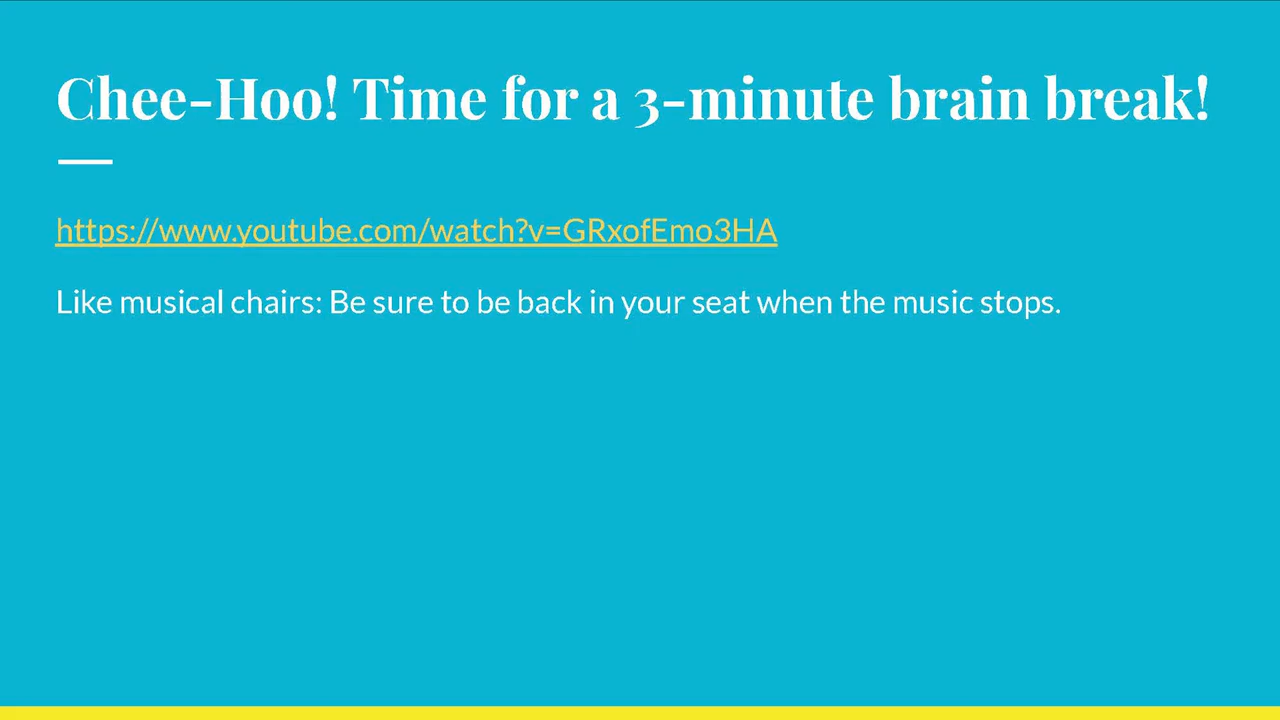 Chee-Hoo! Time for a 3-minute brain break!
https://www.youtube.com/watch?v=GRxofEmo3HA
Like musical chairs: Be sure to be back in your seat when the music stops.